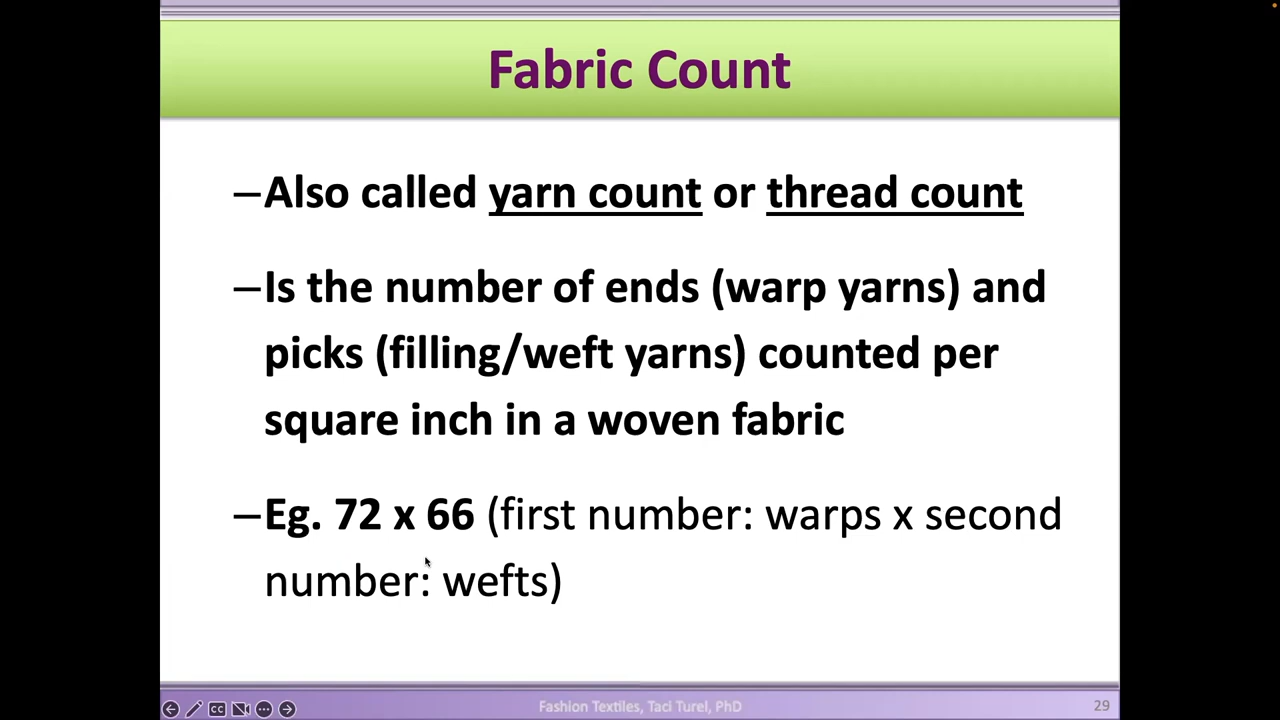 Fabric Count
–Also called yarn count or thread count
–Is the number of ends (warp yarns) and
picks (filling/weft yarns) counted per
square inch in a woven fabric
–Eg. 72 x 66 (first number: warps x second
number: wefts)
CC
Fashion Textiles, Taci Turel, PhD
29